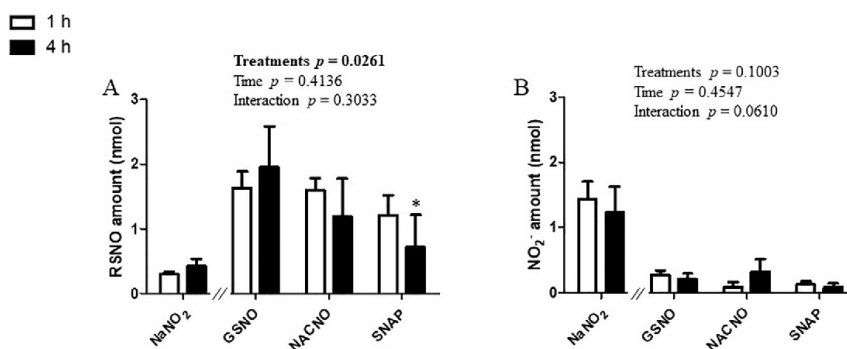 1 h
4 h
A
Treatments p = 0.0261
Time p = 0.4136
Interaction p = 0.3033
RSNO amount (nmol)
3
2
1
0
*
//
NaNO₂
GSNO
NACNO
SNAP
B
Treatments p = 0.1003
Time p = 0.4547
Interaction p = 0.0610
NO₂⁻ amount (nmol)
3
2
1
0
//
NaNO₂
GSNO
NACNO
SNAP